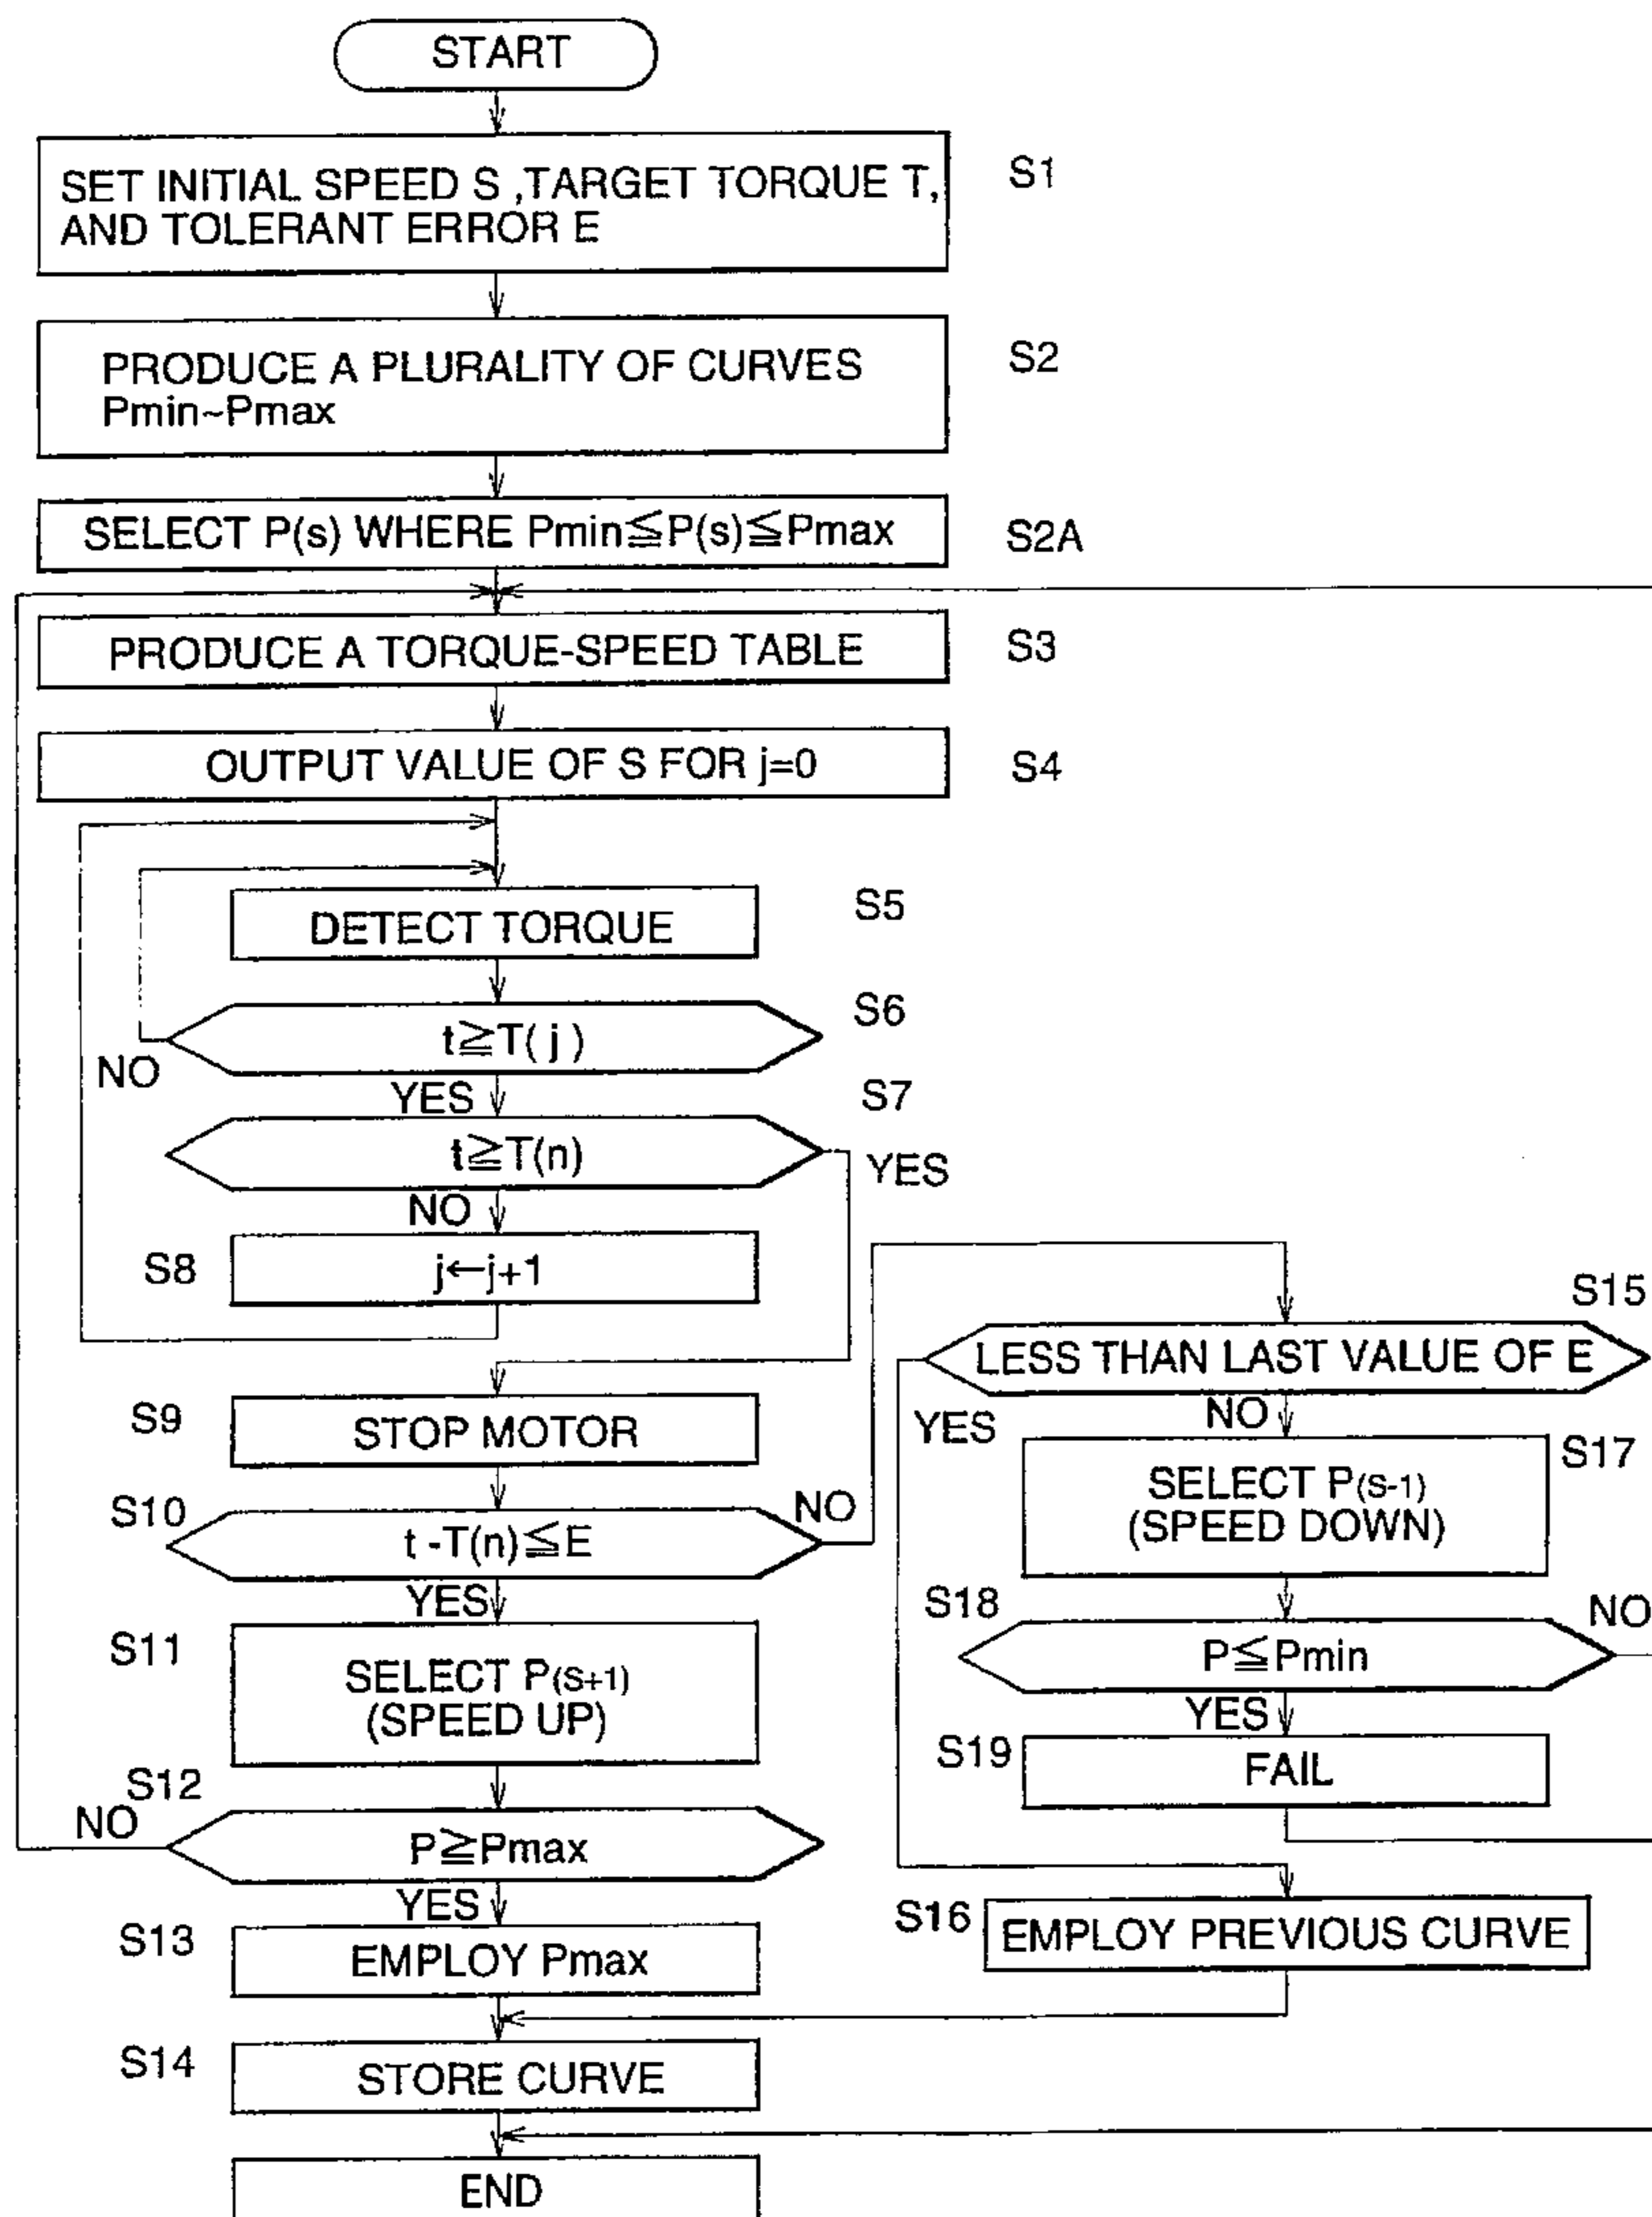 START
SET INITIAL SPEED S ,TARGET TORQUE T,
AND TOLERANT ERROR E
S1
PRODUCE A PLURALITY OF CURVES
Pmin~Pmax
S2
SELECT P(s) WHERE Pmin≦P(s)≦Pmax
S2A
PRODUCE A TORQUE-SPEED TABLE
S3
OUTPUT VALUE OF S FOR j=0
S4
DETECT TORQUE
S5
t≧T( j )
S6
NO
YES
S7
t≧T(n)
YES
NO
S8
j←j+1
S9
STOP MOTOR
S10
t -T(n)≦E
NO
YES
S11
SELECT P(S+1)
(SPEED UP)
S12
NO
P≧Pmax
YES
S13
EMPLOY Pmax
S14
STORE CURVE
END
S15
LESS THAN LAST VALUE OF E
YES
NO
S17
SELECT P(S-1)
(SPEED DOWN)
S18
NO
P≦Pmin
YES
S19
FAIL
S16
EMPLOY PREVIOUS CURVE